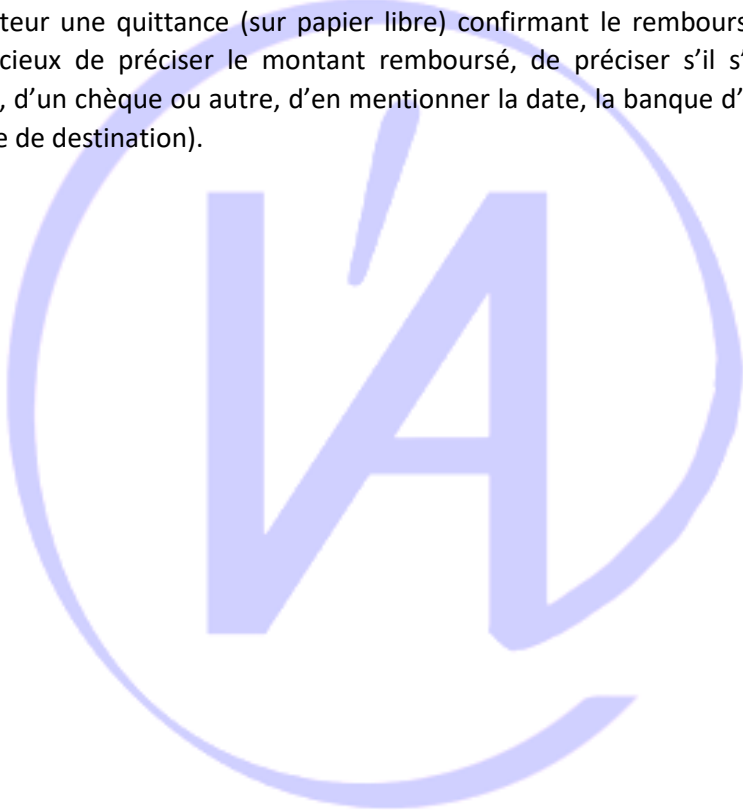 teur une quittance (sur papier libre) confirmant le rembours
cieux de préciser le montant remboursé, de préciser s’il s’
, d’un chèque ou autre, d’en mentionner la date, la banque d’
e de destination).